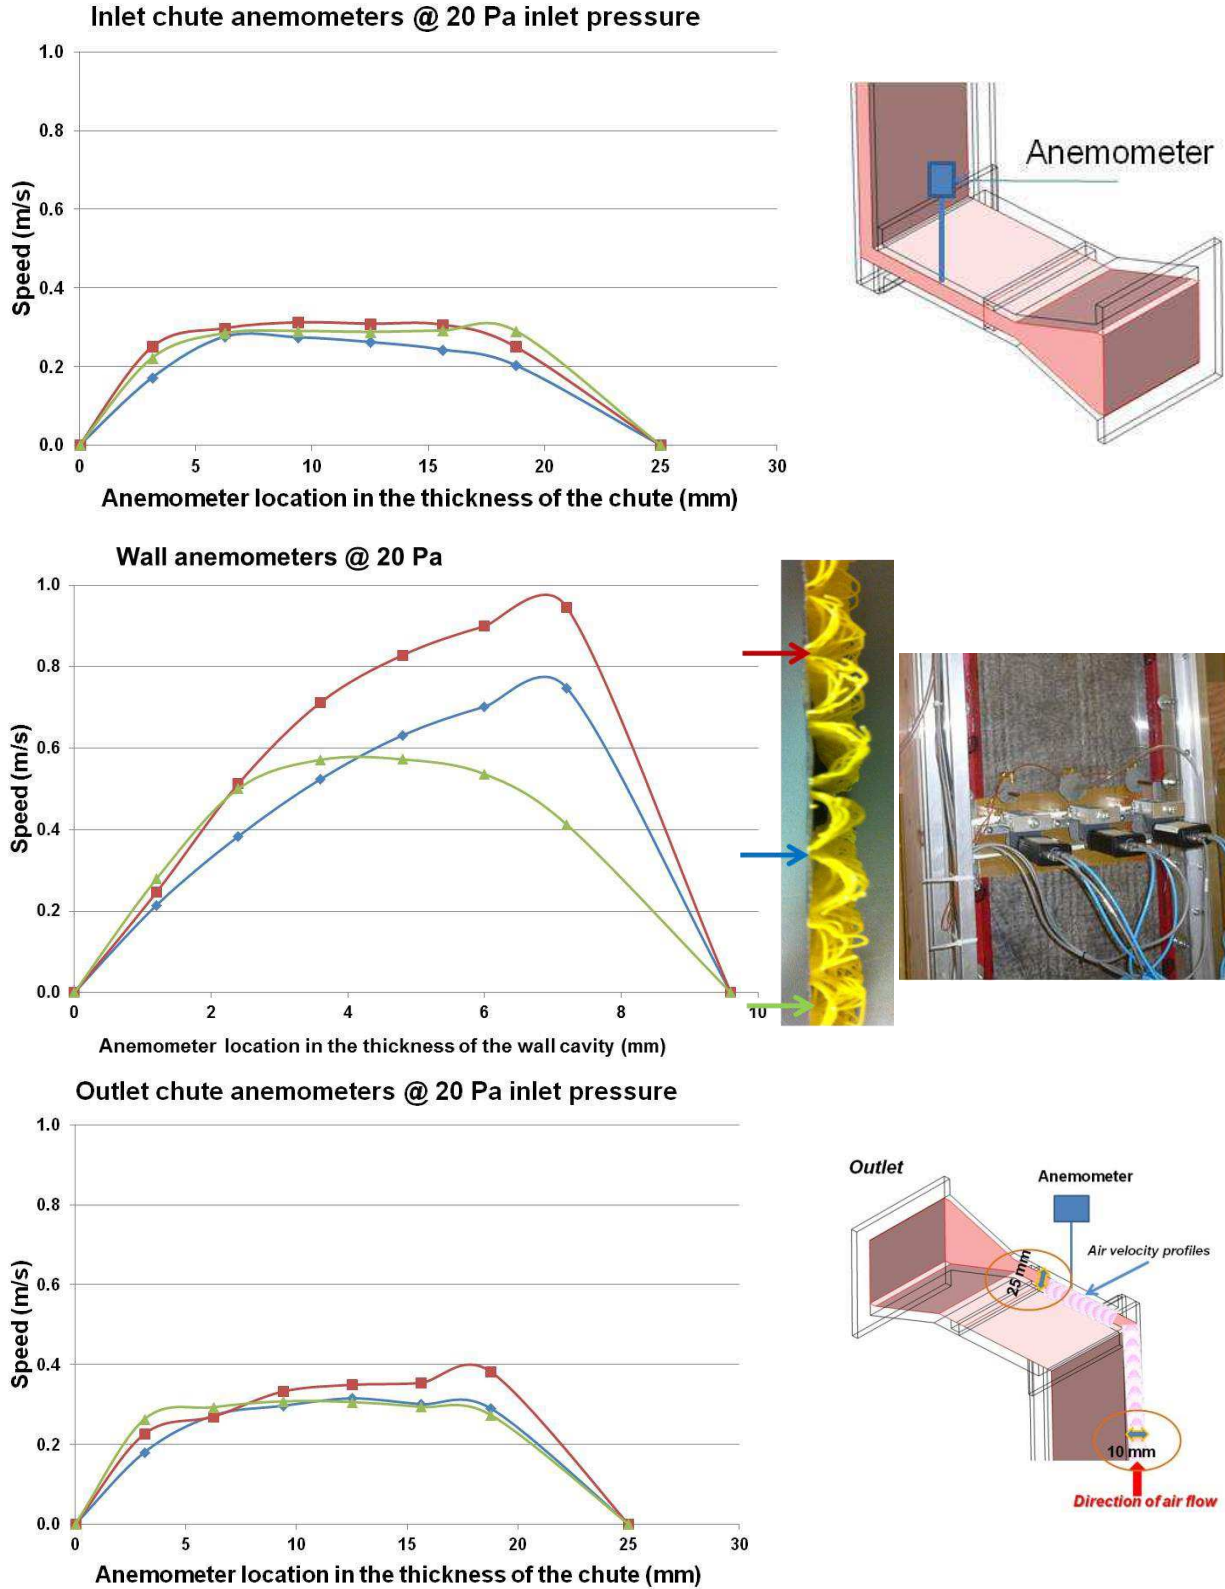 Inlet chute anemometers @ 20 Pa inlet pressure
1.0
0.8
0.6
0.4
0.2
0.0
Speed (m/s)
0 5 10 15 20 25 30
Anemometer location in the thickness of the chute (mm)
Anemometer
Wall anemometers @ 20 Pa
1.0
0.8
0.6
0.4
0.2
0.0
Speed (m/s)
0 2 4 6 8 10
Anemometer location in the thickness of the wall cavity (mm)
Outlet chute anemometers @ 20 Pa inlet pressure
1.0
0.8
0.6
0.4
0.2
0.0
Speed (m/s)
0 5 10 15 20 25 30
Anemometer location in the thickness of the chute (mm)
Outlet
Anemometer
Air velocity profiles
25 mm
10 mm
Direction of air flow